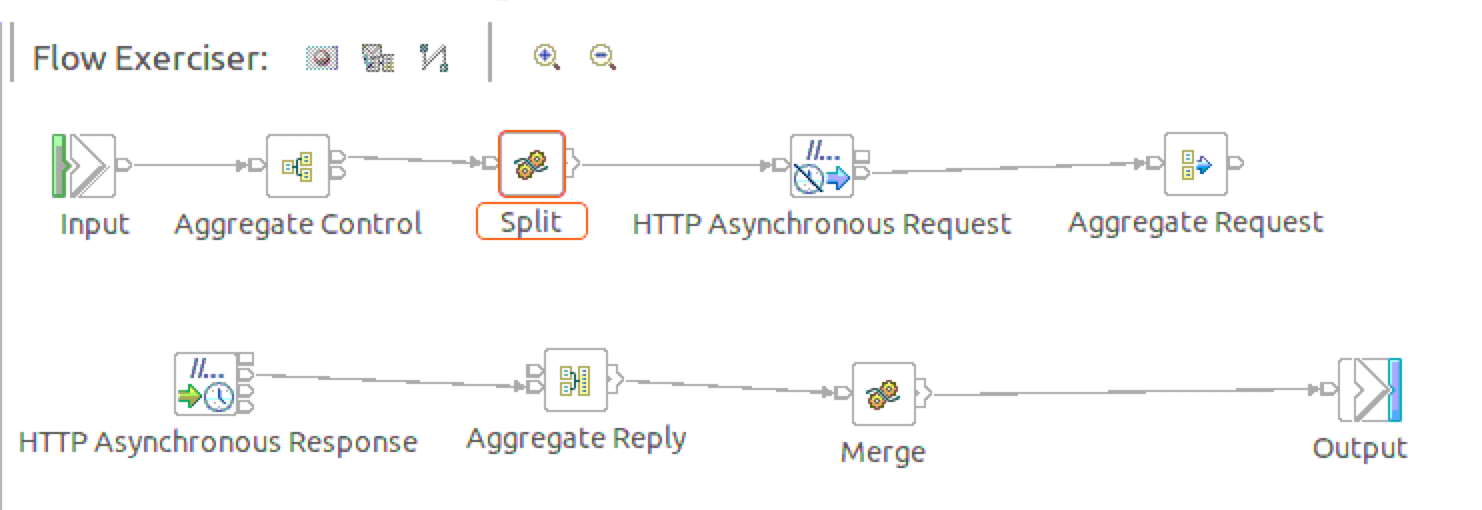 Flow Exerciser:
Input
Aggregate Control
Split
HTTP Asynchronous Request
Aggregate Request
HTTP Asynchronous Response
Aggregate Reply
Merge
Output